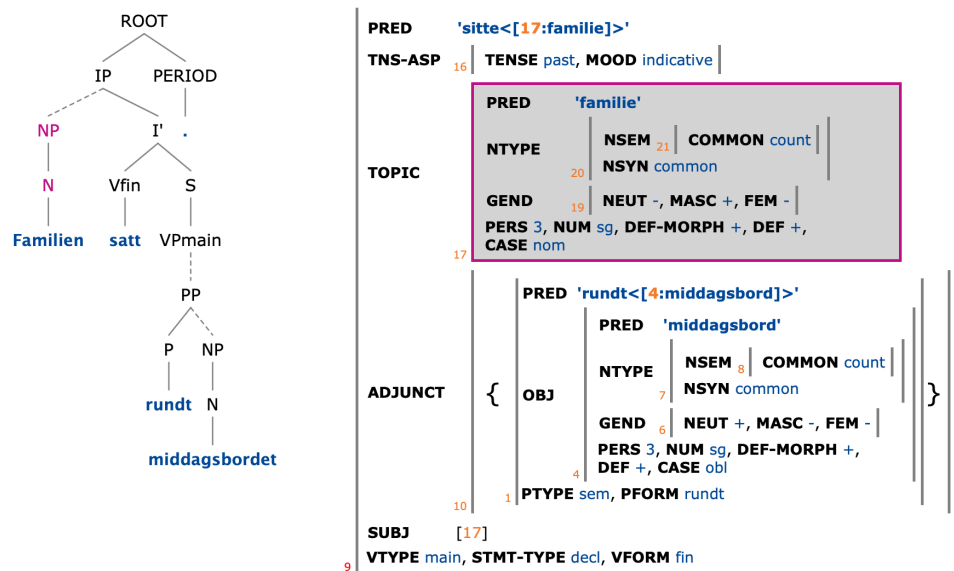 ROOT
IP PERIOD
NP I' .
N Vfin S
Familien satt VPmain
PP
P NP
rundt N
middagsbordet
PRED 'sitte<[17:familie]>'
TNS-ASP 16 TENSE past, MOOD indicative
PRED 'familie'
NTYPE NSEM 21 COMMON count
20 NSYN common
TOPIC
GEND 19 NEUT -, MASC +, FEM -
PERS 3, NUM sg, DEF-MORPH +, DEF +,
17 CASE nom
PRED 'rundt<[4:middagsbord]>'
PRED 'middagsbord'
NTYPE NSEM 8 COMMON count
7 NSYN common
ADJUNCT { OBJ }
GEND 6 NEUT +, MASC -, FEM -
PERS 3, NUM sg, DEF-MORPH +,
4 DEF +, CASE obl
10 1 PTYPE sem, PFORM rundt
SUBJ [17]
9 VTYPE main, STMT-TYPE decl, VFORM fin